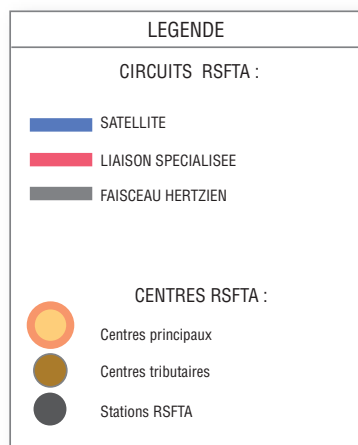 LEGENDE
CIRCUITS RSFTA :
SATELLITE
LIAISON SPECIALISEE
FAISCEAU HERTZIEN
CENTRES RSFTA :
Centres principaux
Centres tributaires
Stations RSFTA